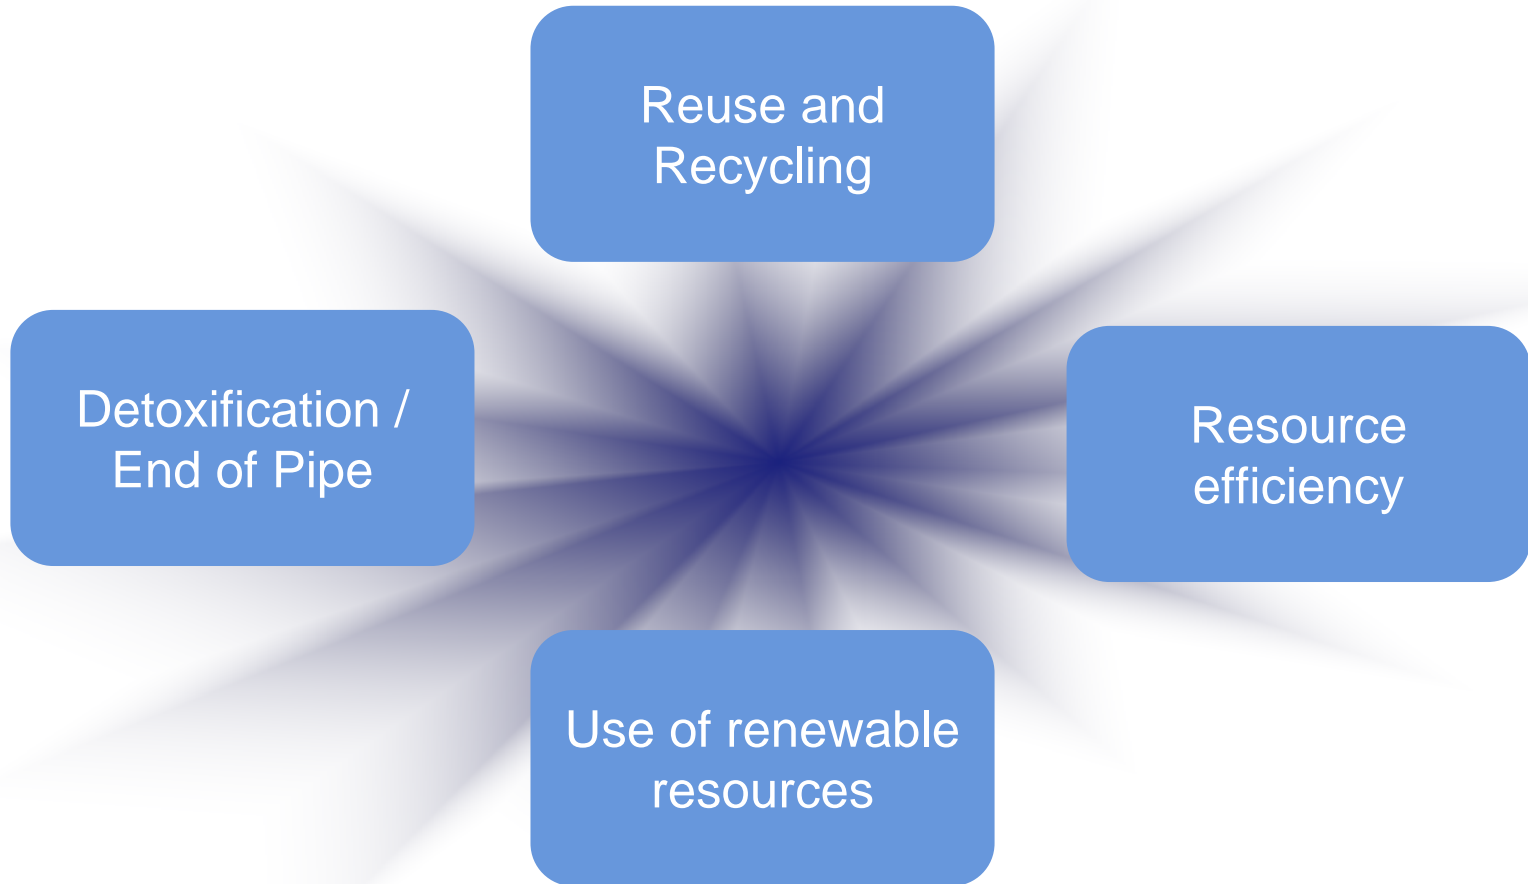 Reuse and
Recycling
Detoxification /
End of Pipe
Resource
efficiency
Use of renewable
resources